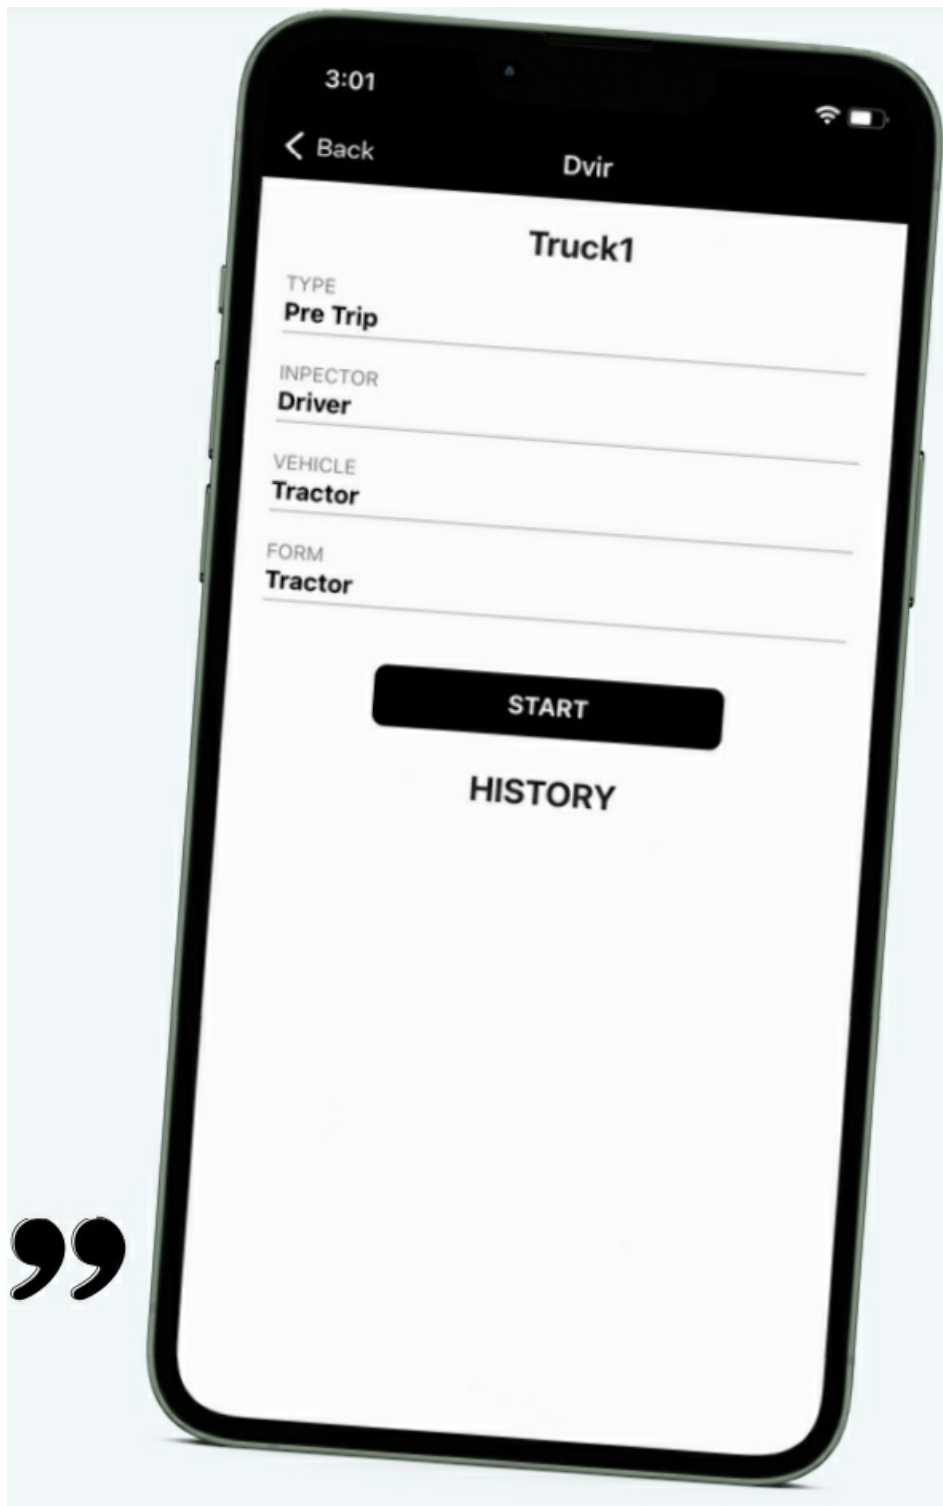 3:01
Back
Dvir
Truck1
TYPE
Pre Trip
INPECTOR
Driver
VEHICLE
Tractor
FORM
Tractor
START
HISTORY
”